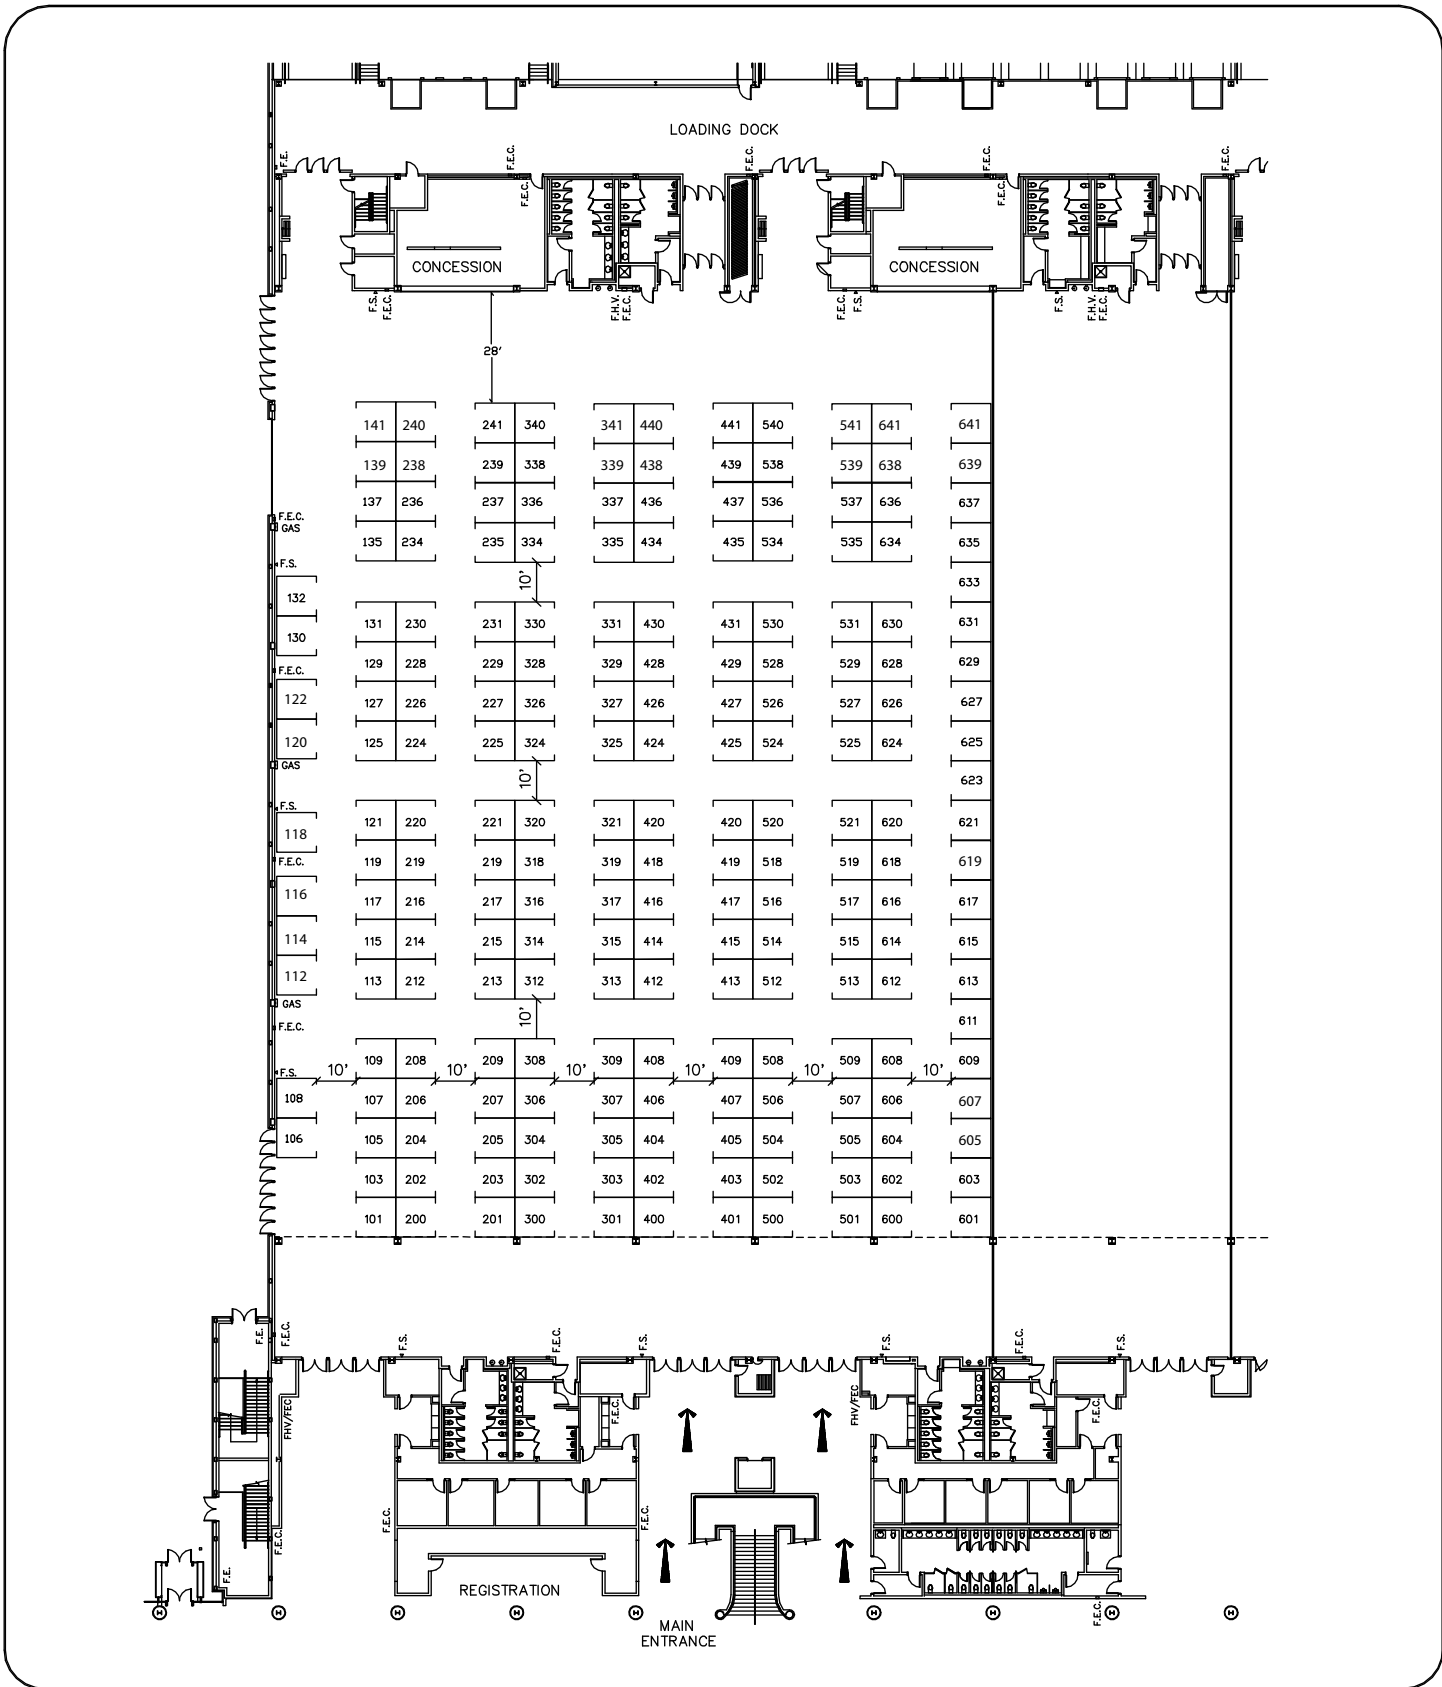 LOADING DOCK
F.E.
F.E.C.
F.E.C.
F.E.C.
F.E.C.
F.E.C.
F.E.C.
CONCESSION
CONCESSION
F.S.
F.E.C.
F.H.V.
F.E.C.
F.E.C.
F.S.
F.S.
F.H.V.
F.E.C.
28'
141 240 241 340 341 440 441 540 541 641 641
139 238 239 338 339 438 439 538 539 638 639
137 236 237 336 337 436 437 536 537 636 637
F.E.C.
GAS
135 234 235 334 335 434 435 534 535 634 635
F.S.
10'
633
132
131 230 231 330 331 430 431 530 531 630 631
130
129 228 229 328 329 428 429 528 529 628 629
F.E.C.
122
127 226 227 326 327 426 427 526 527 626 627
120
125 224 225 324 325 424 425 524 525 624 625
GAS
10'
623
F.S.
121 220 221 320 321 420 420 520 521 620 621
118
119 219 219 318 319 418 419 518 519 618 619
F.E.C.
116
117 216 217 316 317 416 417 516 517 616 617
114
115 214 215 314 315 414 415 514 515 614 615
112
113 212 213 312 313 412 413 512 513 612 613
GAS
10'
611
F.E.C.
109 208 209 308 309 408 409 508 509 608 609
F.S.
10' 10' 10' 10' 10' 10'
108
107 206 207 306 307 406 407 506 507 606 607
106
105 204 205 304 305 404 405 504 505 604 605
103 202 203 302 303 402 403 502 503 602 603
101 200 201 300 301 400 401 500 501 600 601
F.E.
F.E.C.
F.S.
F.E.C.
F.S.
F.S.
F.E.C.
F.S.
FHV/FEC
F.E.C.
FHV/FEC
F.E.C.
F.E.C.
F.E.C.
F.E.C.
F.E.
REGISTRATION
F.E.C.
MAIN
ENTRANCE